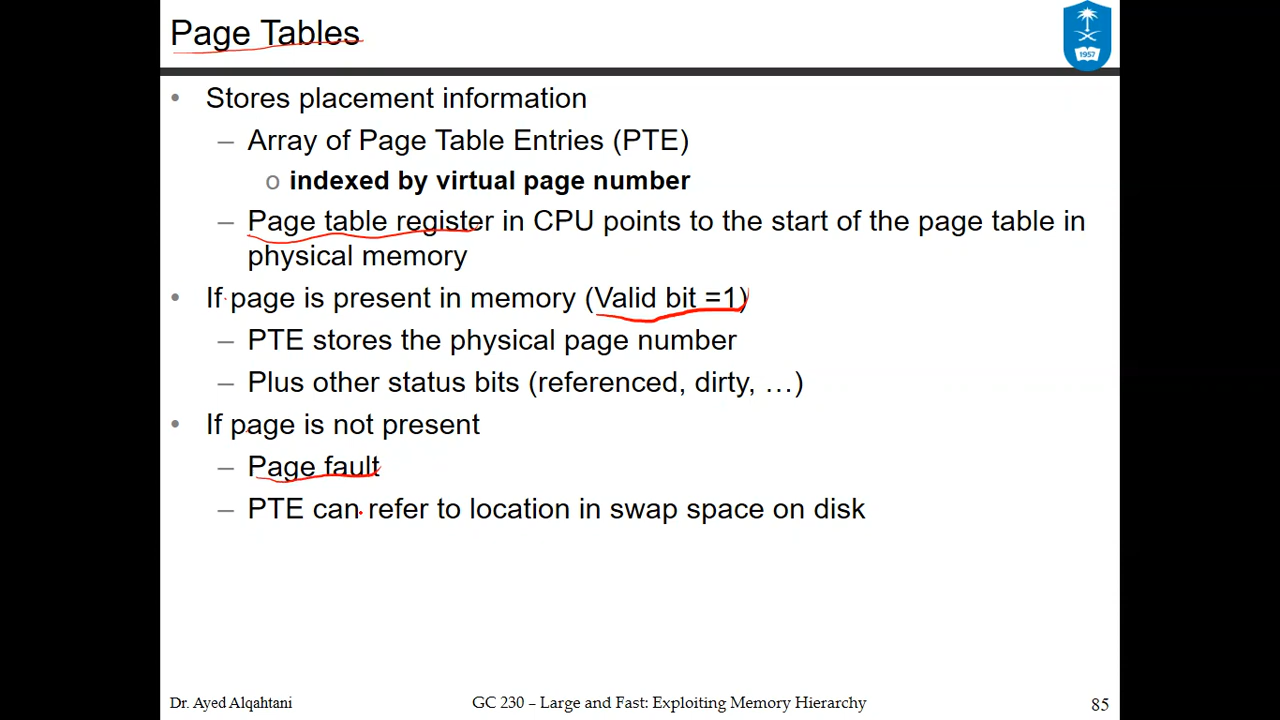 Page Tables
1957
• Stores placement information
– Array of Page Table Entries (PTE)
o indexed by virtual page number
– Page table register in CPU points to the start of the page table in
physical memory
• If page is present in memory (Valid bit =1)
– PTE stores the physical page number
– Plus other status bits (referenced, dirty, …)
• If page is not present
– Page fault
– PTE can refer to location in swap space on disk
Dr. Ayed Alqahtani
GC 230 – Large and Fast: Exploiting Memory Hierarchy
85